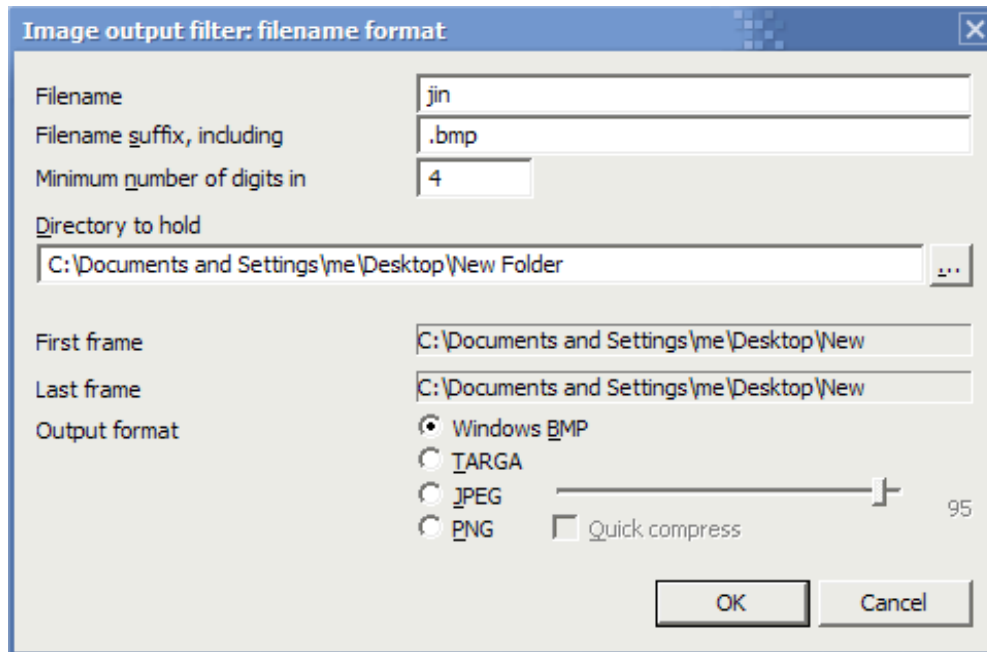 Image output filter: filename format
Filename jin
Filename suffix, including .bmp
Minimum number of digits in 4
Directory to hold
C:\Documents and Settings\me\Desktop\New Folder ...
First frame C:\Documents and Settings\me\Desktop\New
Last frame C:\Documents and Settings\me\Desktop\New
Output format Windows BMP
TARGA
JPEG 95
PNG Quick compress
OK Cancel